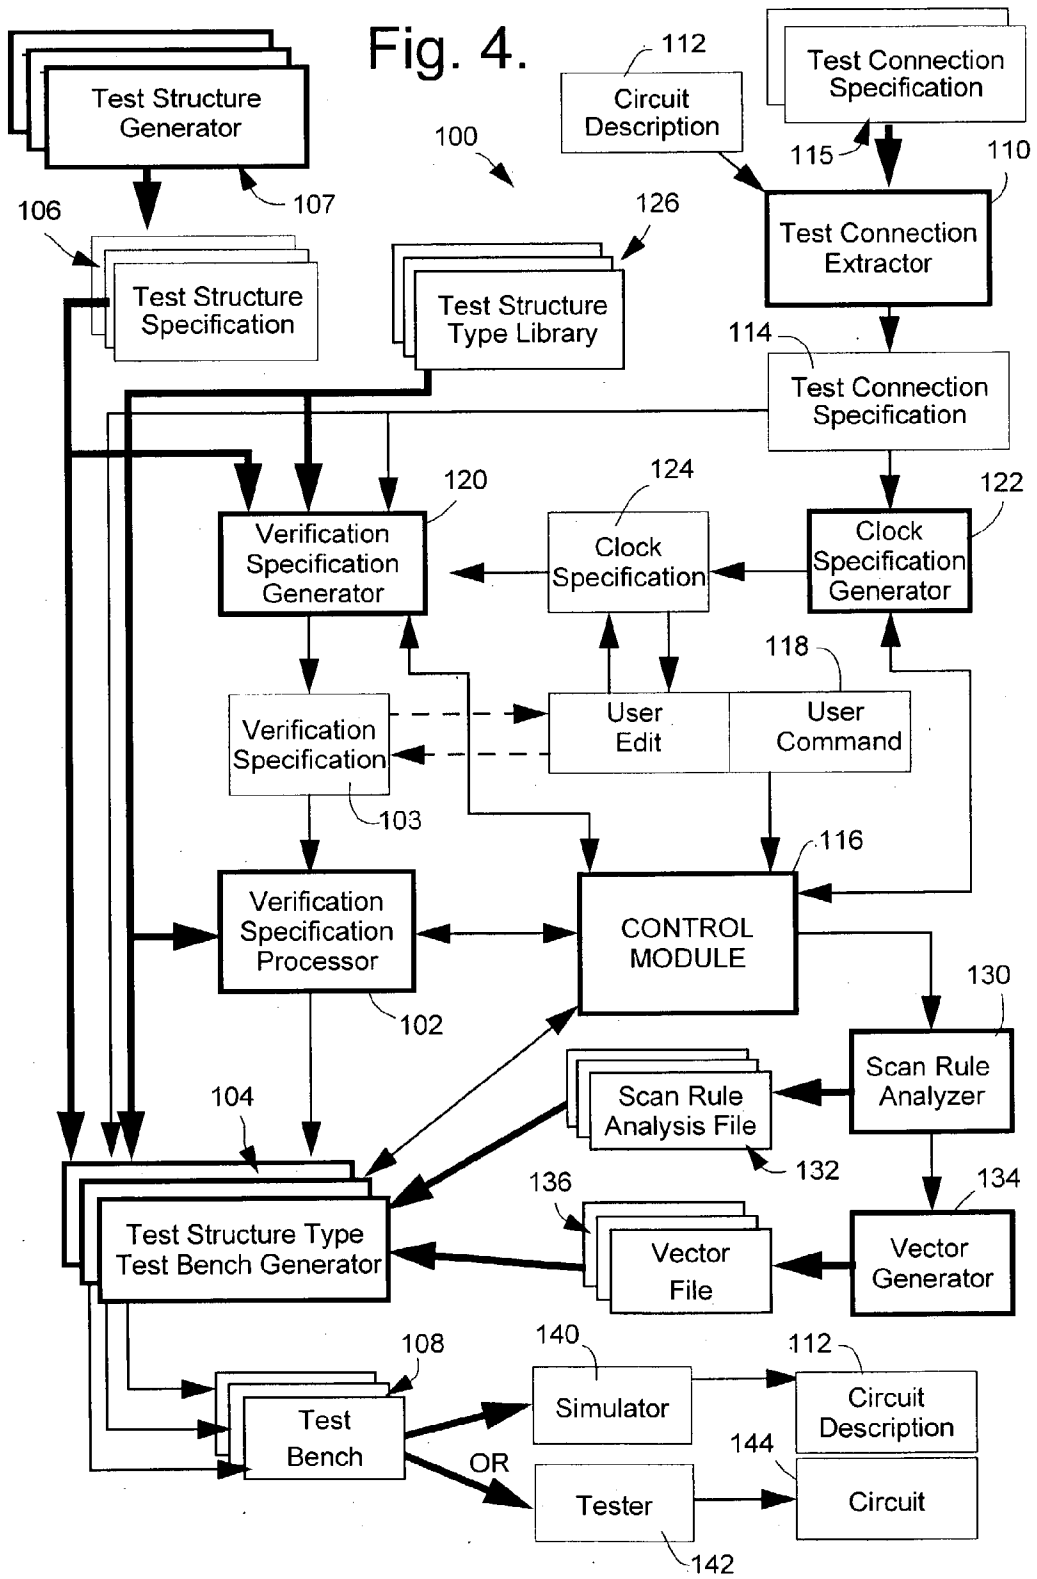 Fig. 4.
Test Structure
Generator
107
112
Circuit
Description
Test Connection
Specification
115
110
100
106
Test Structure
Specification
126
Test Structure
Type Library
Test Connection
Extractor
114
Test Connection
Specification
120
Verification
Specification
Generator
124
Clock
Specification
122
Clock
Specification
Generator
118
Verification
Specification
103
User
Edit
User
Command
116
Verification
Specification
Processor
102
CONTROL
MODULE
130
Scan Rule
Analyzer
Scan Rule
Analysis File
132
104
Test Structure Type
Test Bench Generator
136
Vector
File
134
Vector
Generator
108
Test
Bench
OR
140
Simulator
112
Circuit
Description
Tester
142
144
Circuit